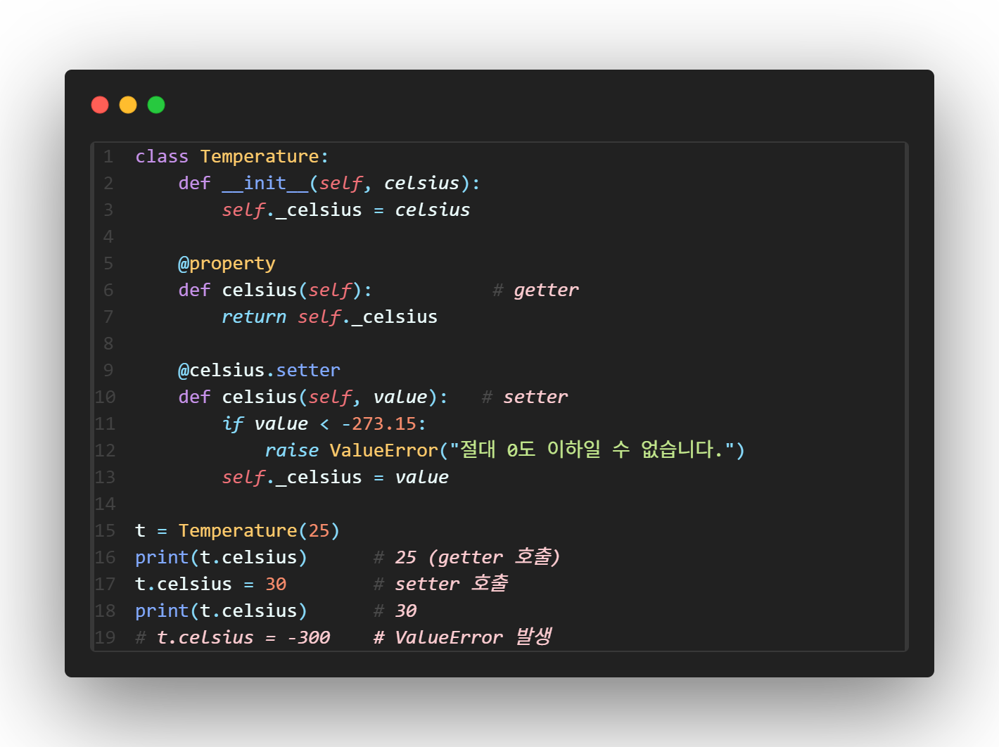 1 class Temperature:
2     def __init__(self, celsius):
3         self._celsius = celsius
4
5     @property
6     def celsius(self):           # getter
7         return self._celsius
8
9     @celsius.setter
10     def celsius(self, value):   # setter
11         if value < -273.15:
12             raise ValueError("절대 0도 이하일 수 없습니다.")
13         self._celsius = value
14
15 t = Temperature(25)
16 print(t.celsius)      # 25 (getter 호출)
17 t.celsius = 30        # setter 호출
18 print(t.celsius)      # 30
19 # t.celsius = -300    # ValueError 발생